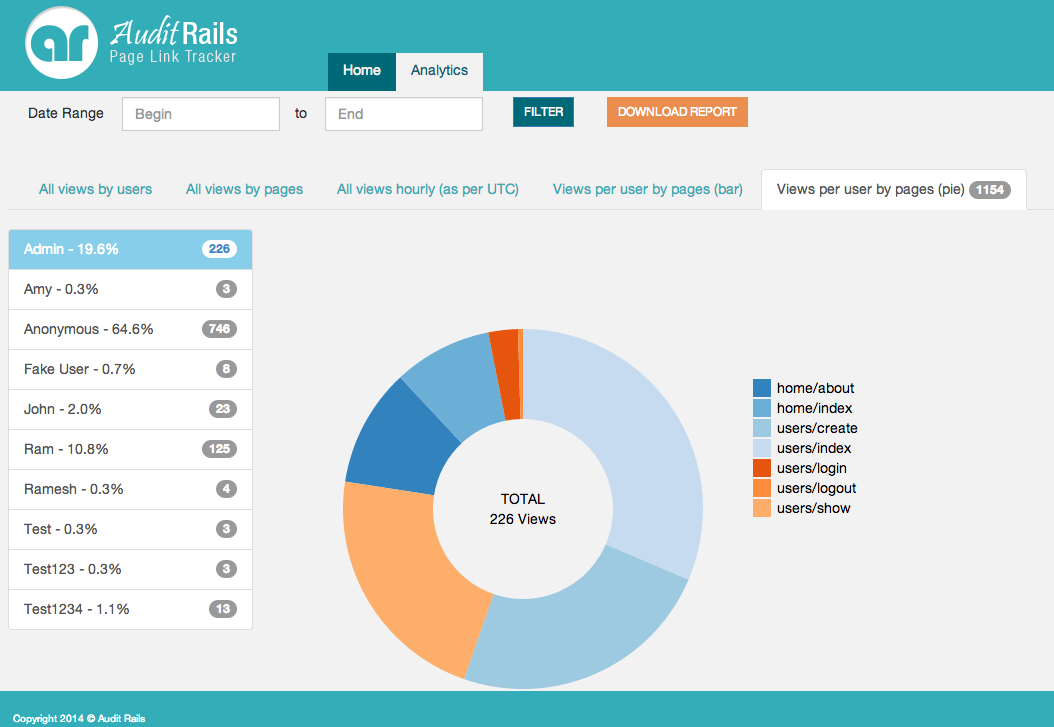 ar
Audit Rails
Page Link Tracker
Home
Analytics
Date Range
Begin
to
End
FILTER
DOWNLOAD REPORT
All views by users
All views by pages
All views hourly (as per UTC)
Views per user by pages (bar)
Views per user by pages (pie) 1154
Admin - 19.6% 226
Amy - 0.3% 3
Anonymous - 64.6% 746
Fake User - 0.7% 8
John - 2.0% 23
Ram - 10.8% 125
Ramesh - 0.3% 4
Test - 0.3% 3
Test123 - 0.3% 3
Test1234 - 1.1% 13
TOTAL
226 Views
home/about
home/index
users/create
users/index
users/login
users/logout
users/show
Copyright 2014 © Audit Rails